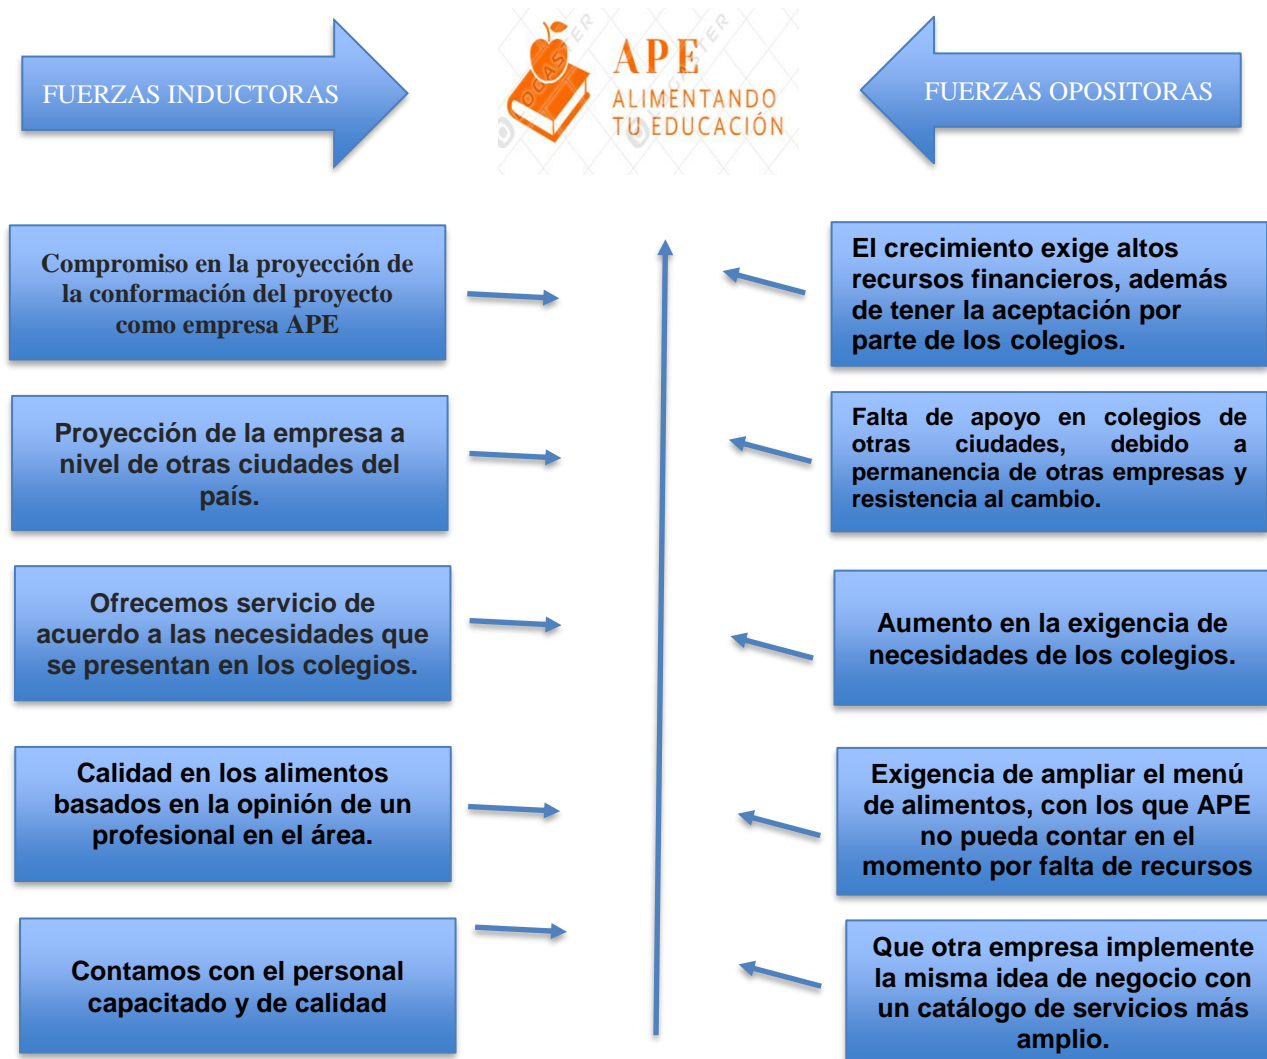 FUERZAS INDUCTORAS
APE
ALIMENTANDO
TU EDUCACIÓN
FUERZAS OPOSITORAS
Compromiso en la proyección de
la conformación del proyecto
como empresa APE
El crecimiento exige altos
recursos financieros, además
de tener la aceptación por
parte de los colegios.
Proyección de la empresa a
nivel de otras ciudades del
país.
Falta de apoyo en colegios de
otras ciudades, debido a
permanencia de otras empresas y
resistencia al cambio.
Ofrecemos servicio de
acuerdo a las necesidades que
se presentan en los colegios.
Aumento en la exigencia de
necesidades de los colegios.
Calidad en los alimentos
basados en la opinión de un
profesional en el área.
Exigencia de ampliar el menú
de alimentos, con los que APE
no pueda contar en el
momento por falta de recursos
Contamos con el personal
capacitado y de calidad
Que otra empresa implemente
la misma idea de negocio con
un catálogo de servicios más
amplio.